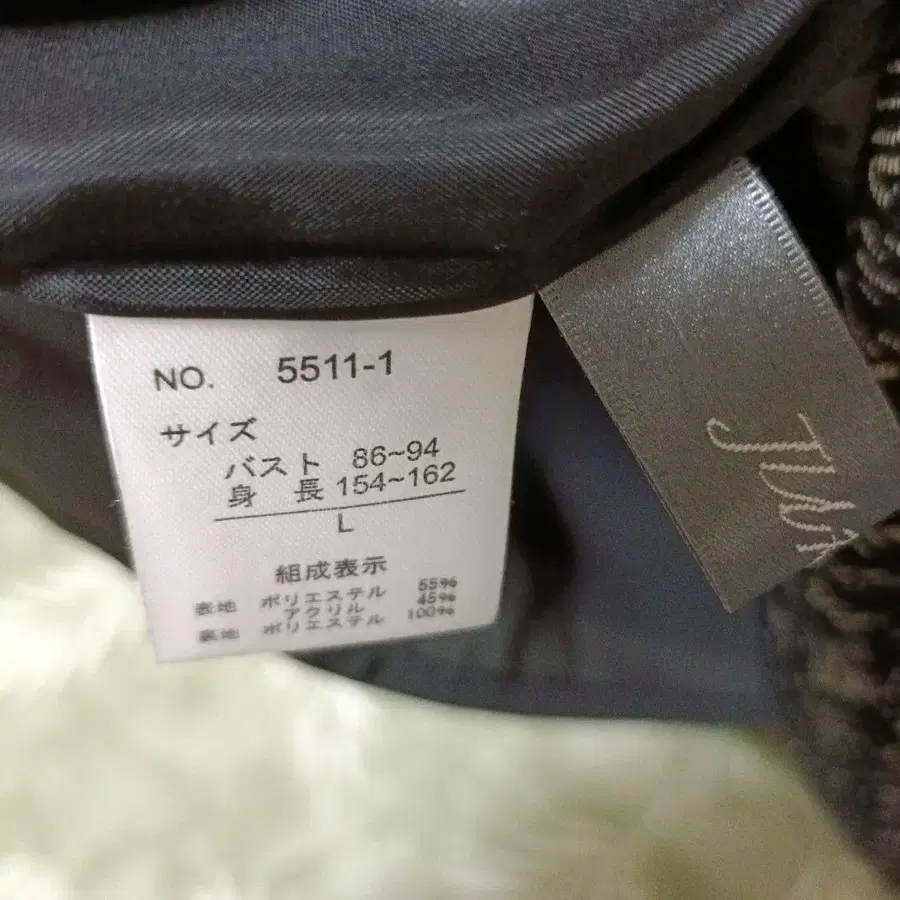 NO. 5511-1
サイズ
バスト 86~94
身 長 154~162
L
組成表示
表地 ポリエステル 55%
アクリル 45%
裏地 ポリエステル 100%